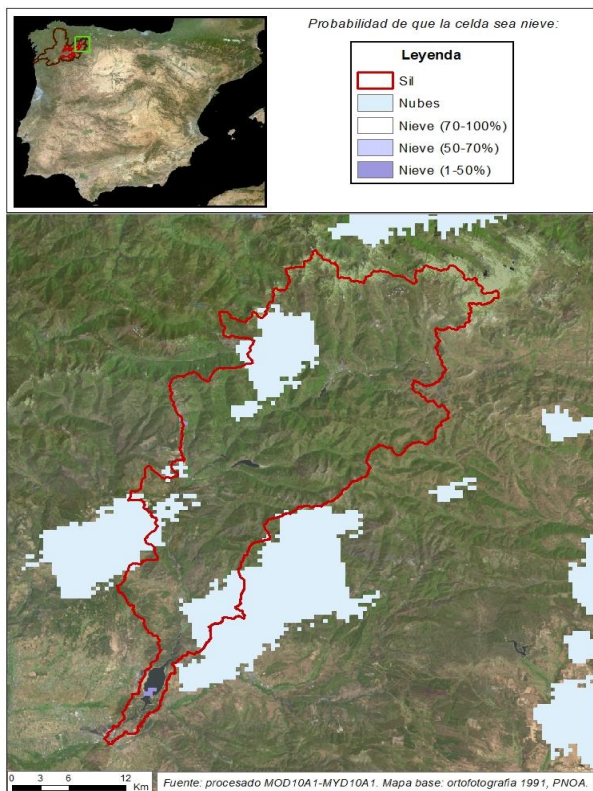 Probabilidad de que la celda sea nieve:
Leyenda
Sil
Nubes
Nieve (70-100%)
Nieve (50-70%)
Nieve (1-50%)
0 3 6 12
Km
Fuente: procesado MOD10A1-MYD10A1. Mapa base: ortofotografia 1991, PNOA.